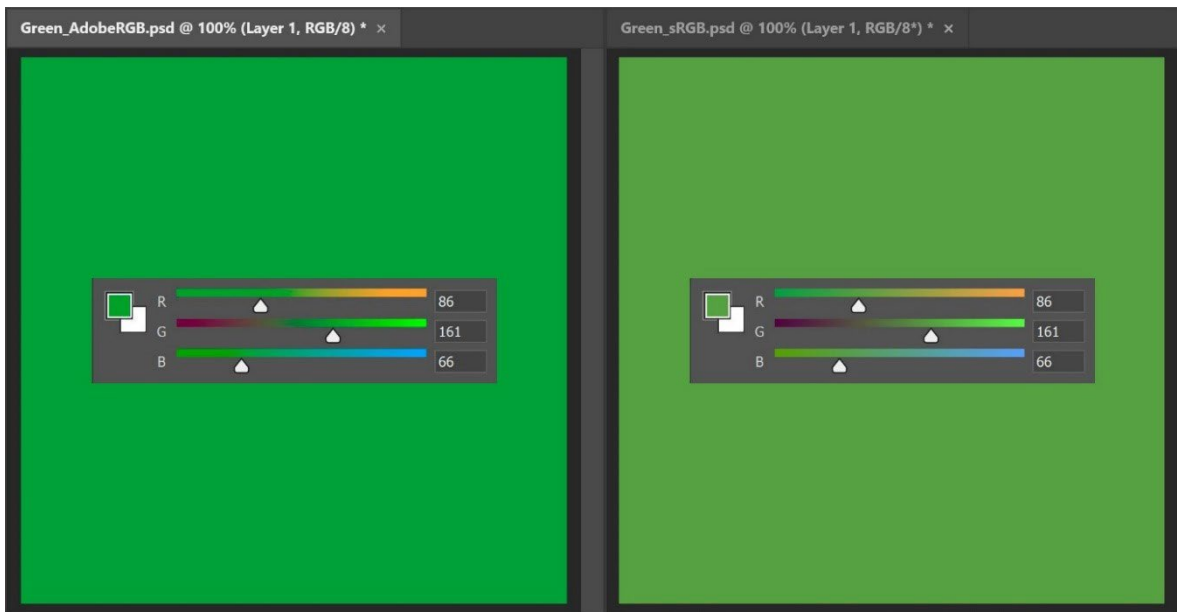 Green_AdobeRGB.psd @ 100% (Layer 1, RGB/8) * ×
Green_sRGB.psd @ 100% (Layer 1, RGB/8*) * ×
R 86
G 161
B 66
R 86
G 161
B 66